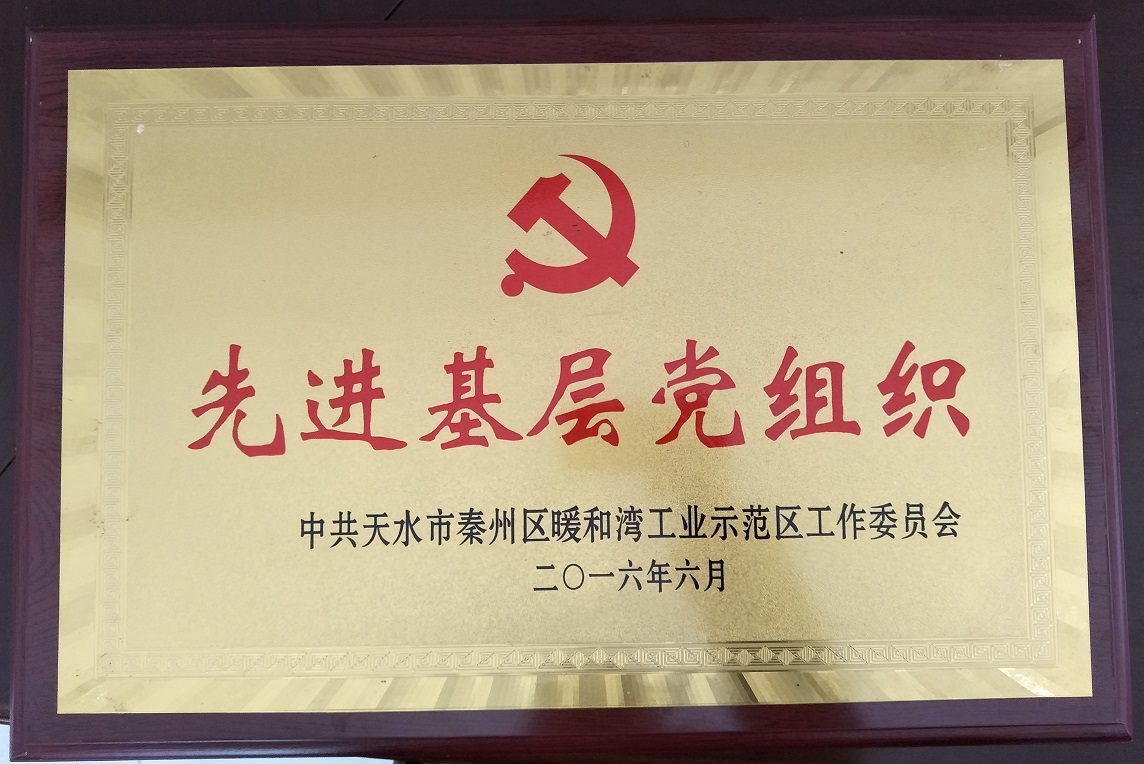 先进基层党组织
中共天水市秦州区暖和湾工业示范区工作委员会
二〇一六年六月